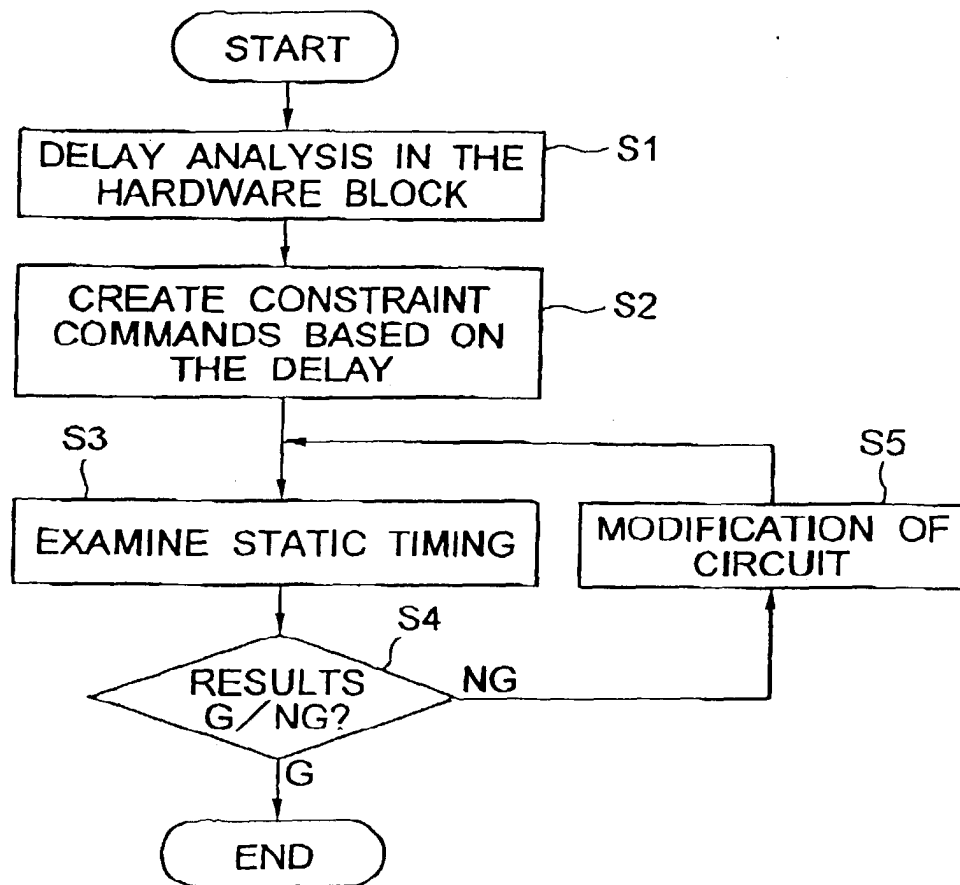 START
DELAY ANALYSIS IN THE
HARDWARE BLOCK
S1
CREATE CONSTRAINT
COMMANDS BASED ON
THE DELAY
S2
S3
EXAMINE STATIC TIMING
S5
MODIFICATION OF
CIRCUIT
S4
RESULTS
G/NG?
NG
G
END